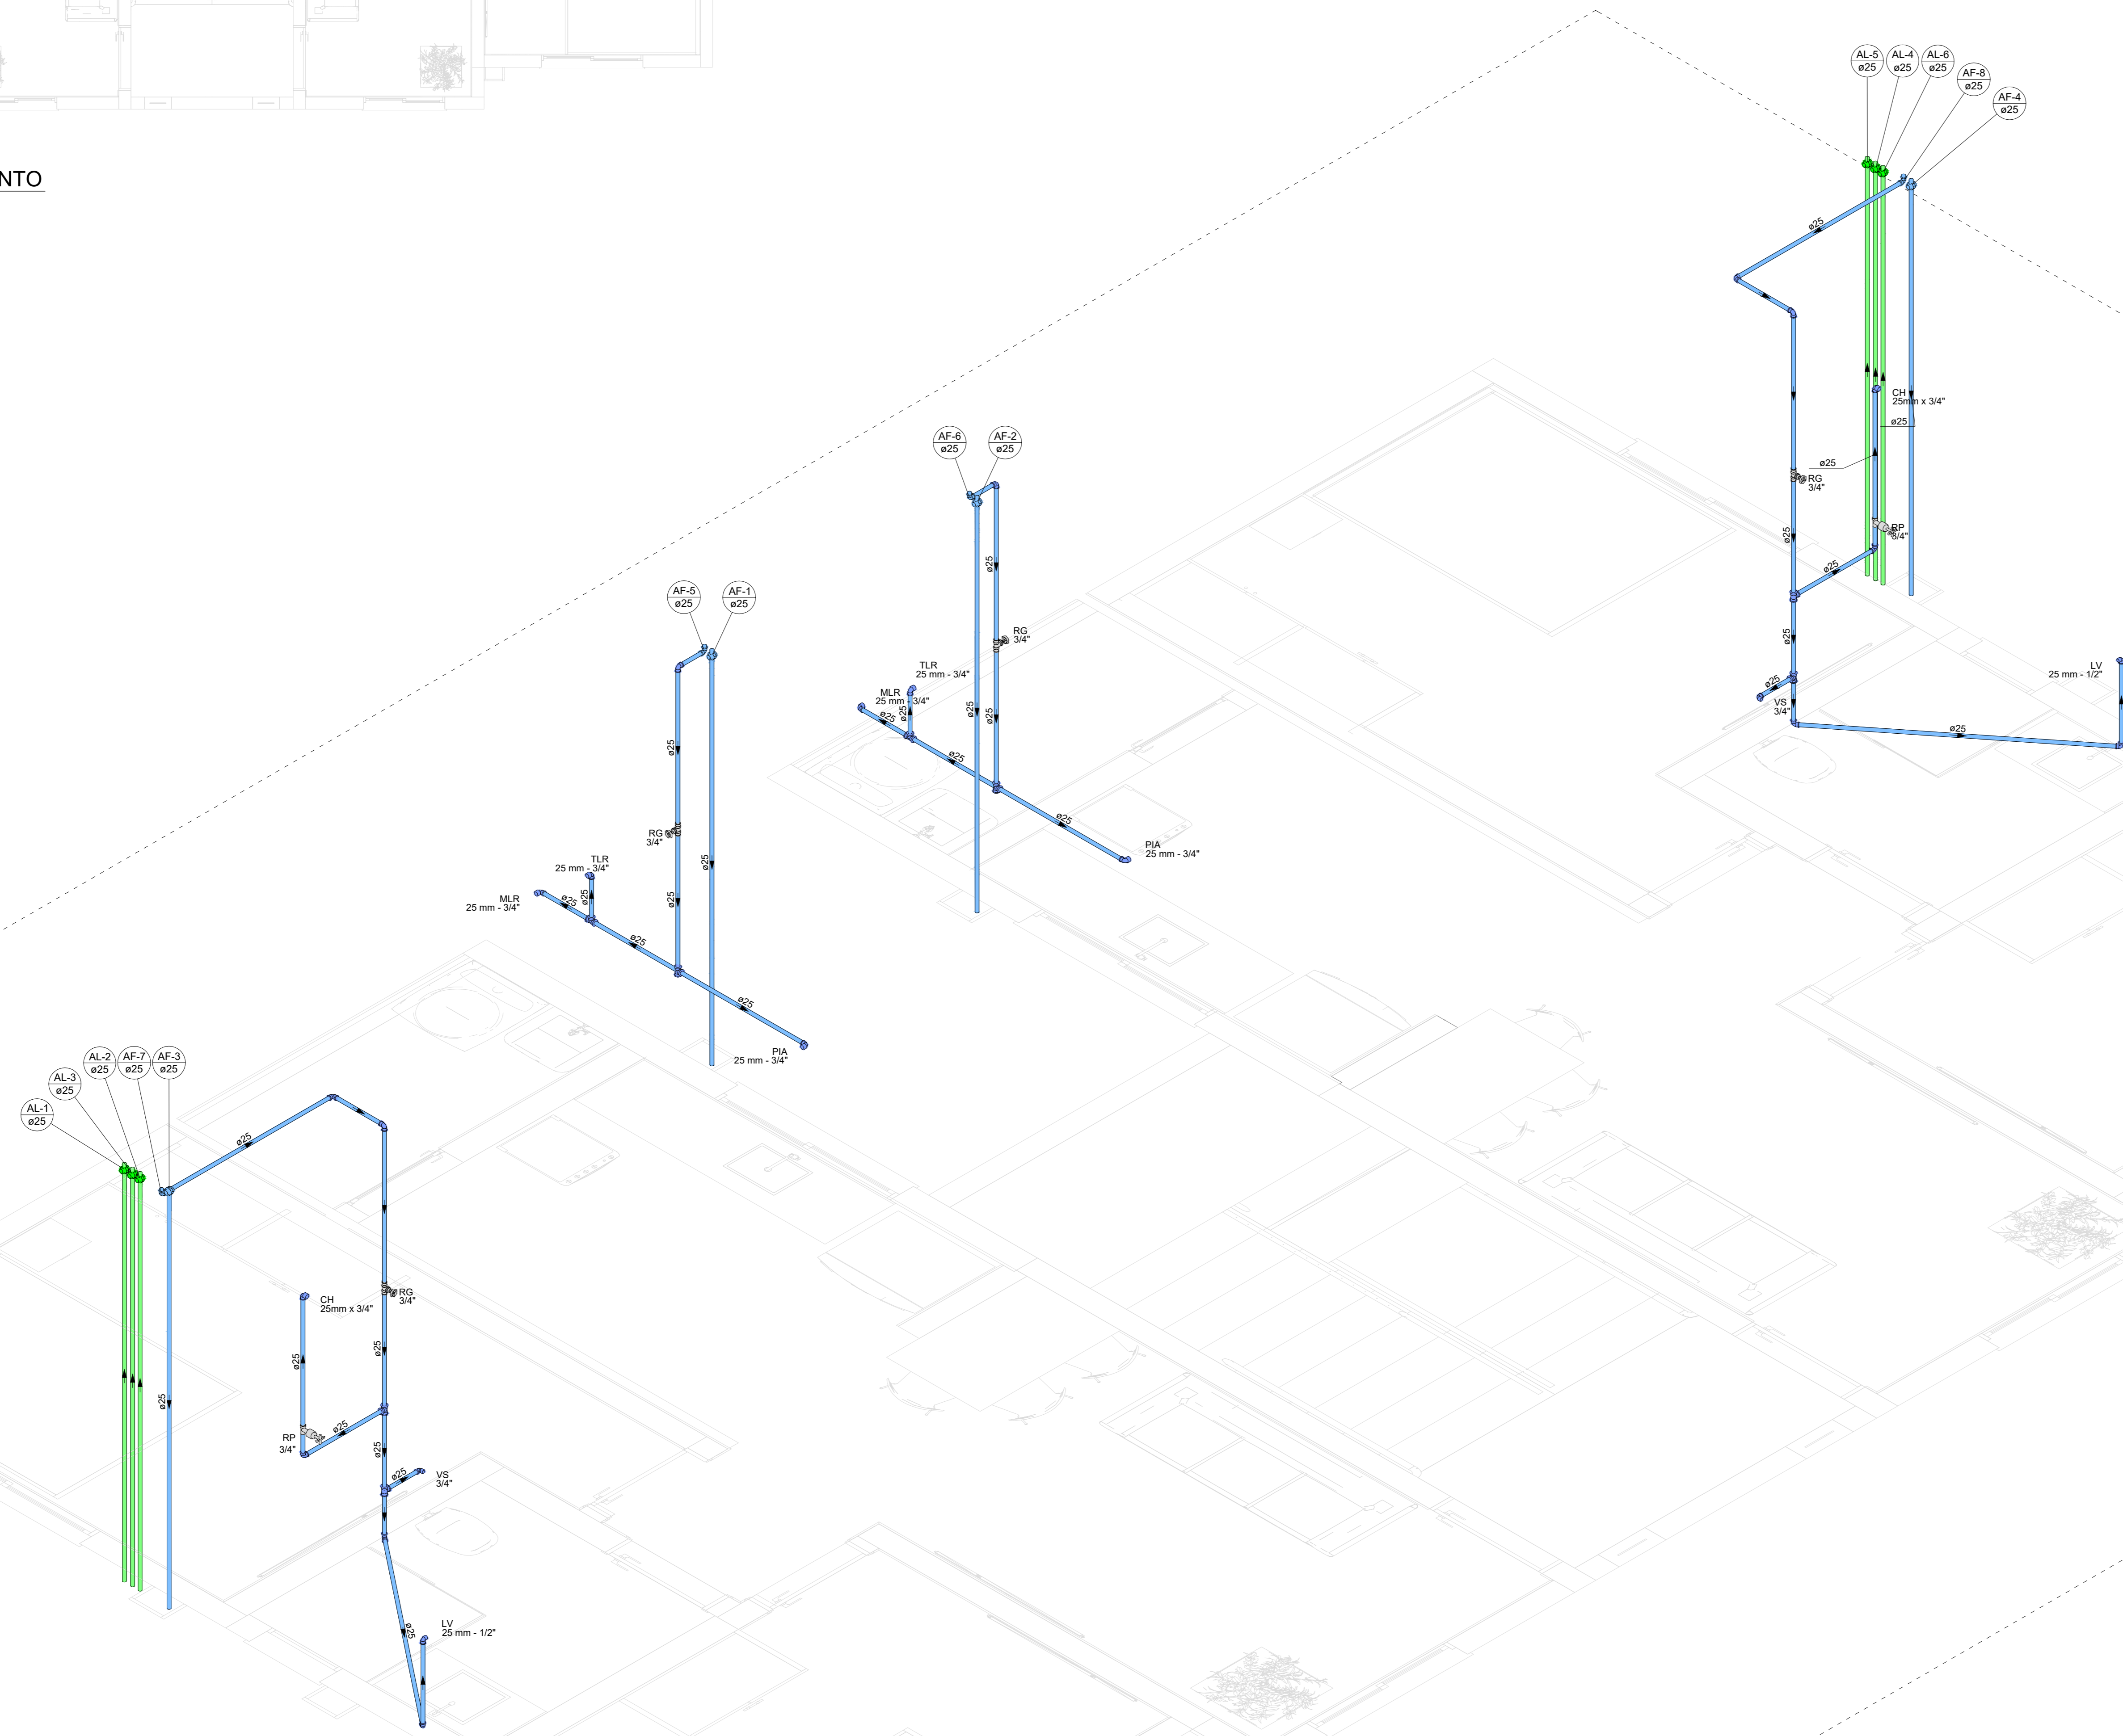 NTO
AL-5
ø25
AL-4
ø25
AL-6
ø25
AF-8
ø25
AF-4
ø25
ø25
CH
25mm x 3/4"
ø25
ø25
RG
3/4"
RP
3/4"
ø25
ø25
ø25
ø25
VS
3/4"
ø25
LV
25 mm - 1/2"
AF-6
ø25
AF-2
ø25
ø25
RG
3/4"
TLR
25 mm - 3/4"
MLR
25 mm - 3/4"
ø25
ø25
ø25
ø25
ø25
ø25
PIA
25 mm - 3/4"
AF-5
ø25
AF-1
ø25
ø25
RG
3/4"
ø25
TLR
25 mm - 3/4"
MLR
25 mm - 3/4"
ø25
ø25
ø25
ø25
ø25
PIA
25 mm - 3/4"
AL-1
ø25
AL-3
ø25
AL-2
ø25
AF-7
ø25
AF-3
ø25
ø25
CH
25mm x 3/4"
RG
3/4"
ø25
ø25
ø25
RP
3/4"
ø25
ø25
ø25
VS
3/4"
ø25
LV
25 mm - 1/2"